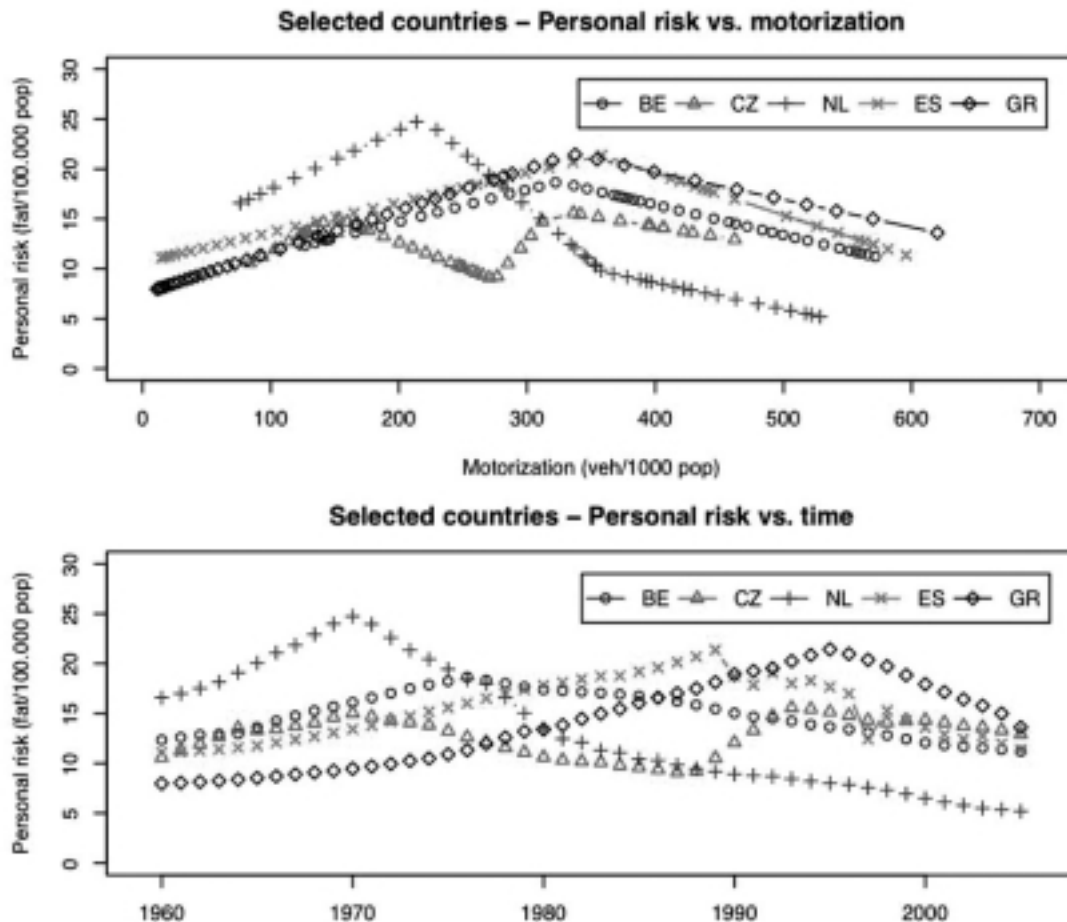 Selected countries – Personal risk vs. motorization
Personal risk (fat/100.000 pop)
30
25
20
15
10
5
0
BE CZ NL ES GR
0 100 200 300 400 500 600 700
Motorization (veh/1000 pop)
Selected countries – Personal risk vs. time
Personal risk (fat/100.000 pop)
30
25
20
15
10
5
0
BE CZ NL ES GR
1960 1970 1980 1990 2000